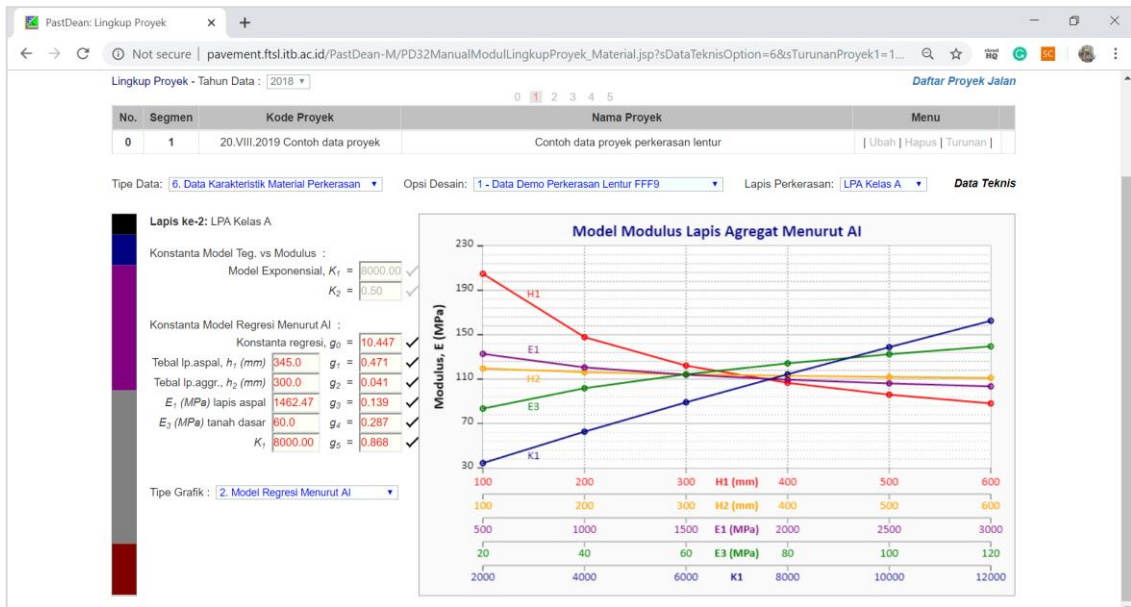 PastDean: Lingkup Proyek
Not secure | pavement.ftsl.itb.ac.id/PastDean-M/PD32ManualModulLingkupProyek_Material.jsp?sDataTeknisOption=6&sTurunanProyek1=1...
cloud HQ
SC
Lingkup Proyek - Tahun Data : 2018
Daftar Proyek Jalan
0 1 2 3 4 5
No. Segmen Kode Proyek Nama Proyek Menu
0 1 20.VIII.2019 Contoh data proyek Contoh data proyek perkerasan lentur | Ubah | Hapus | Turunan |
Tipe Data: 6. Data Karakteristik Material Perkerasan Opsi Desain: 1 - Data Demo Perkerasan Lentur FFF9 Lapis Perkerasan: LPA Kelas A Data Teknis
Lapis ke-2: LPA Kelas A
Konstanta Model Teg. vs Modulus :
Model Exponensial, K1 = 8000.00
K2 = 0.50
Konstanta Model Regresi Menurut AI :
Konstanta regresi, g0 = 10.447
Tebal lp.aspal, h1 (mm) 345.0 g1 = 0.471
Tebal lp.aggr., h2 (mm) 300.0 g2 = 0.041
E1 (MPa) lapis aspal 1462.47 g3 = 0.139
E3 (MPa) tanah dasar 60.0 g4 = 0.287
K1 8000.00 g5 = 0.868
Tipe Grafik : 2. Model Regresi Menurut AI
Model Modulus Lapis Agregat Menurut AI
Modulus, E (MPa)
230
190
150
110
70
30
H1
E1
H2
E3
K1
100 200 300 H1 (mm) 400 500 600
100 200 300 H2 (mm) 400 500 600
500 1000 1500 E1 (MPa) 2000 2500 3000
20 40 60 E3 (MPa) 80 100 120
2000 4000 6000 K1 8000 10000 12000